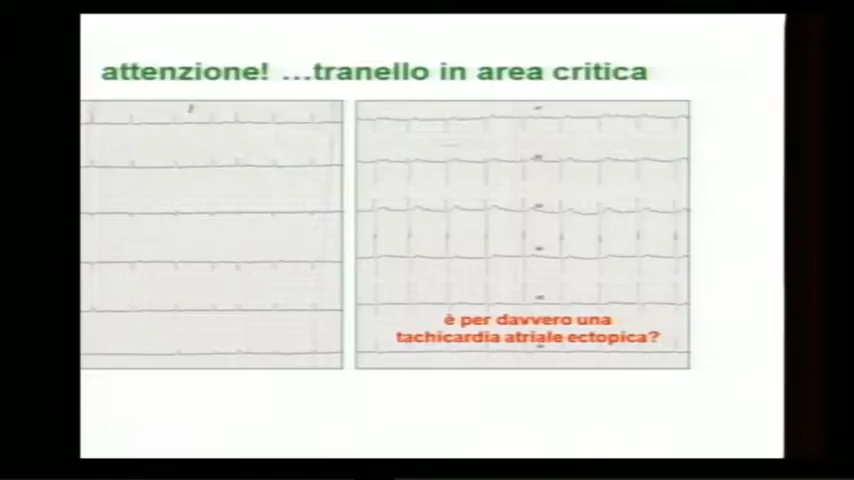 attenzione! ...tranello in area critica
è per davvero una
tachicardia atriale ectopica?